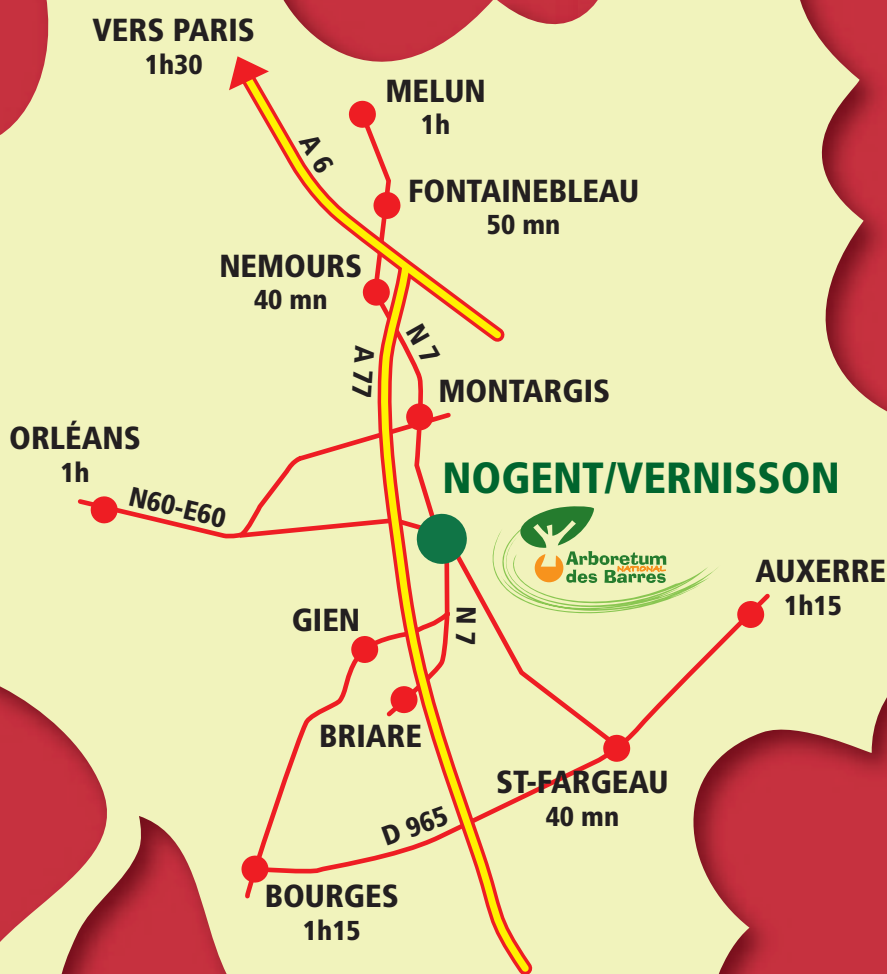 VERS PARIS
1h30
MELUN
1h
A 6
FONTAINEBLEAU
50 mn
NEMOURS
40 mn
N 7
A 77
MONTARGIS
ORLÉANS
1h
N60-E60
NOGENT/VERNISSON
Arboretum
NATIONAL
des Barres
AUXERRE
1h15
GIEN
N 7
BRIARE
ST-FARGEAU
40 mn
D 965
BOURGES
1h15